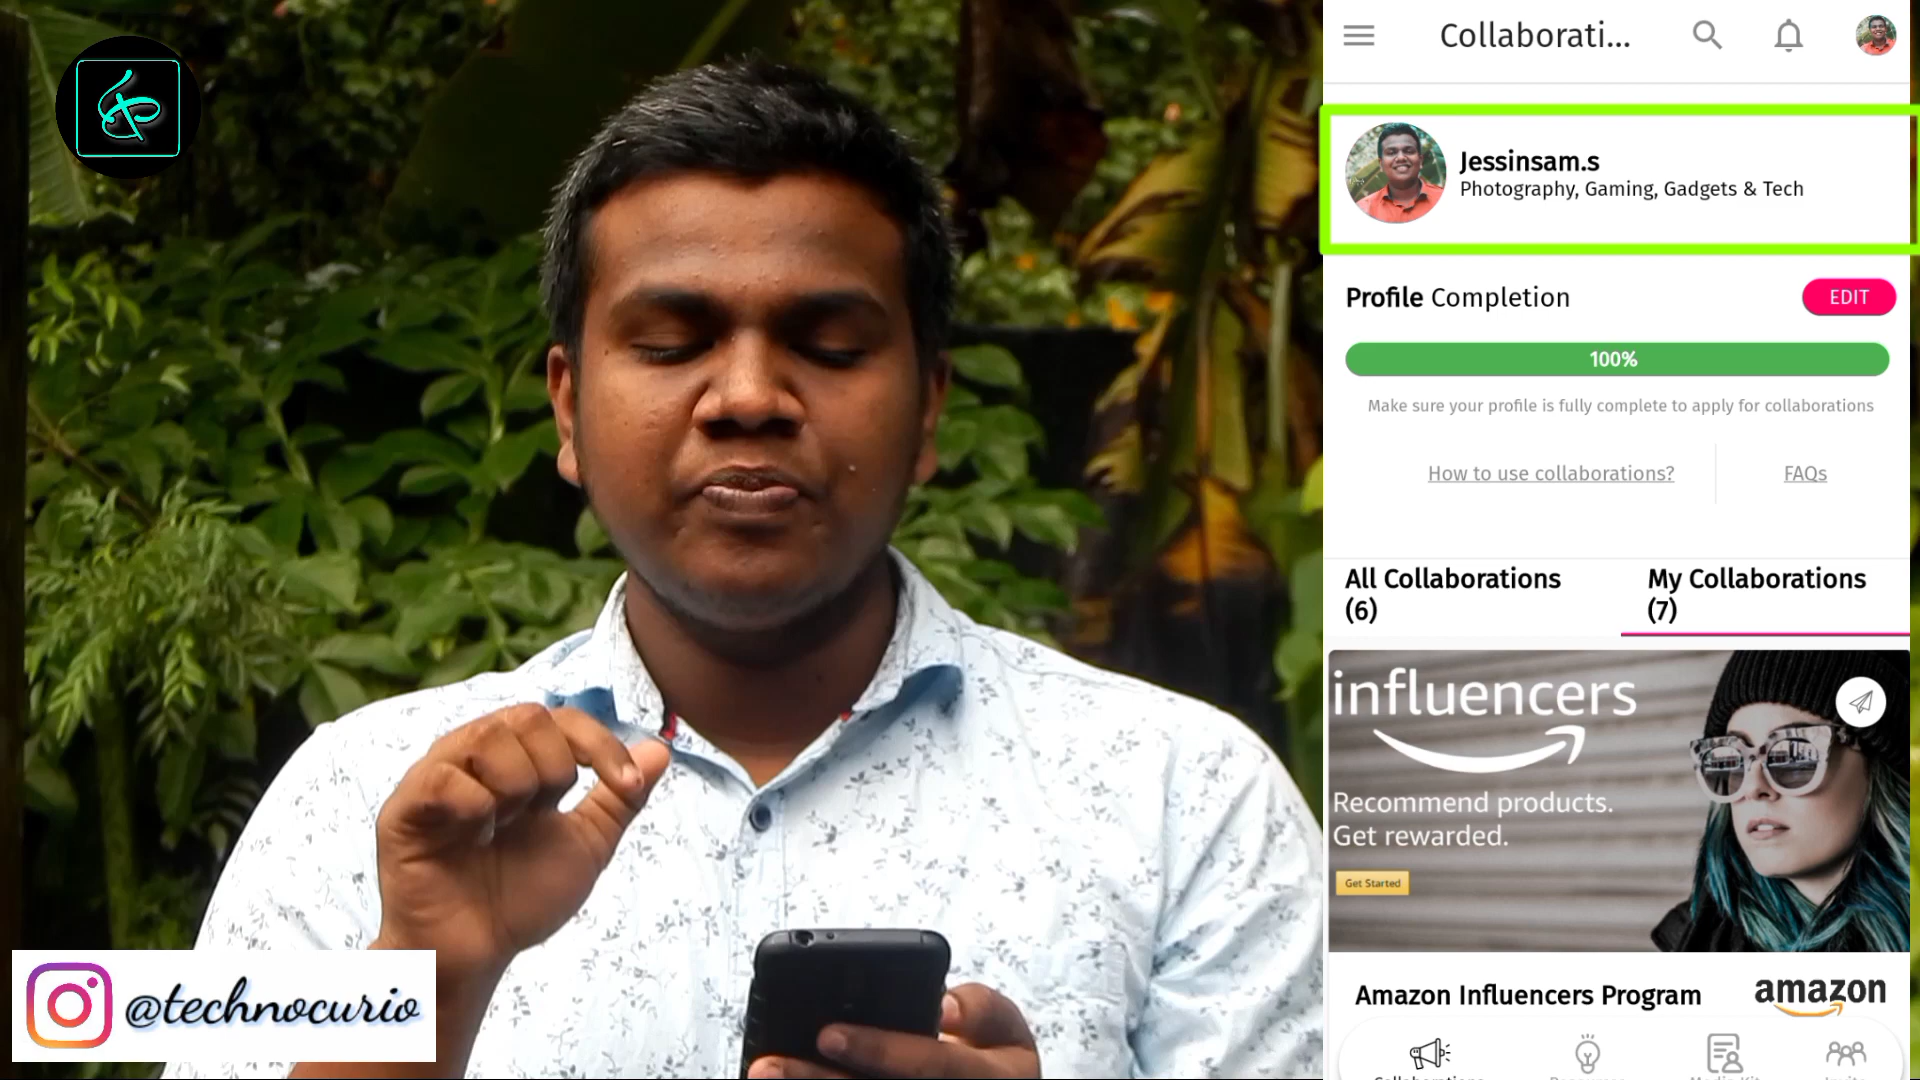 Collaborati...
Jessinsam.s
Photography, Gaming, Gadgets & Tech
Profile Completion
EDIT
100%
Make sure your profile is fully complete to apply for collaborations
How to use collaborations?
FAQs
All Collaborations
(6)
My Collaborations
(7)
influencers
Recommend products.
Get rewarded.
Get Started
Amazon Influencers Program
amazon
@technocurio